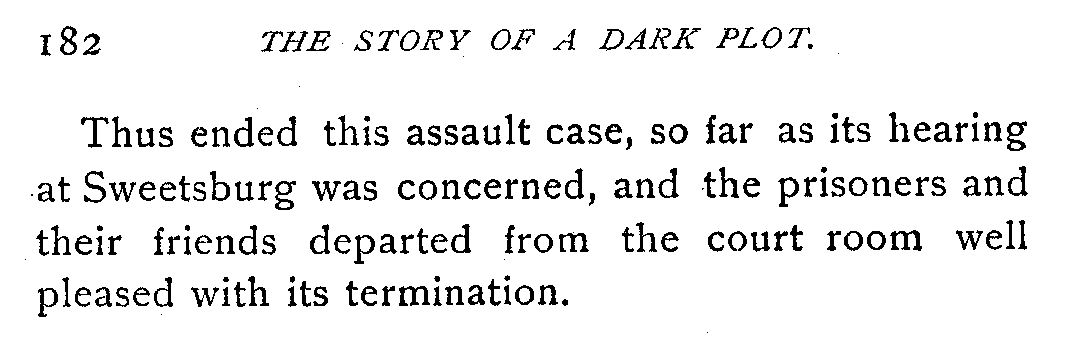 182 THE STORY OF A DARK PLOT.
Thus ended this assault case, so far as its hearing
at Sweetsburg was concerned, and the prisoners and
their friends departed from the court room well
pleased with its termination.